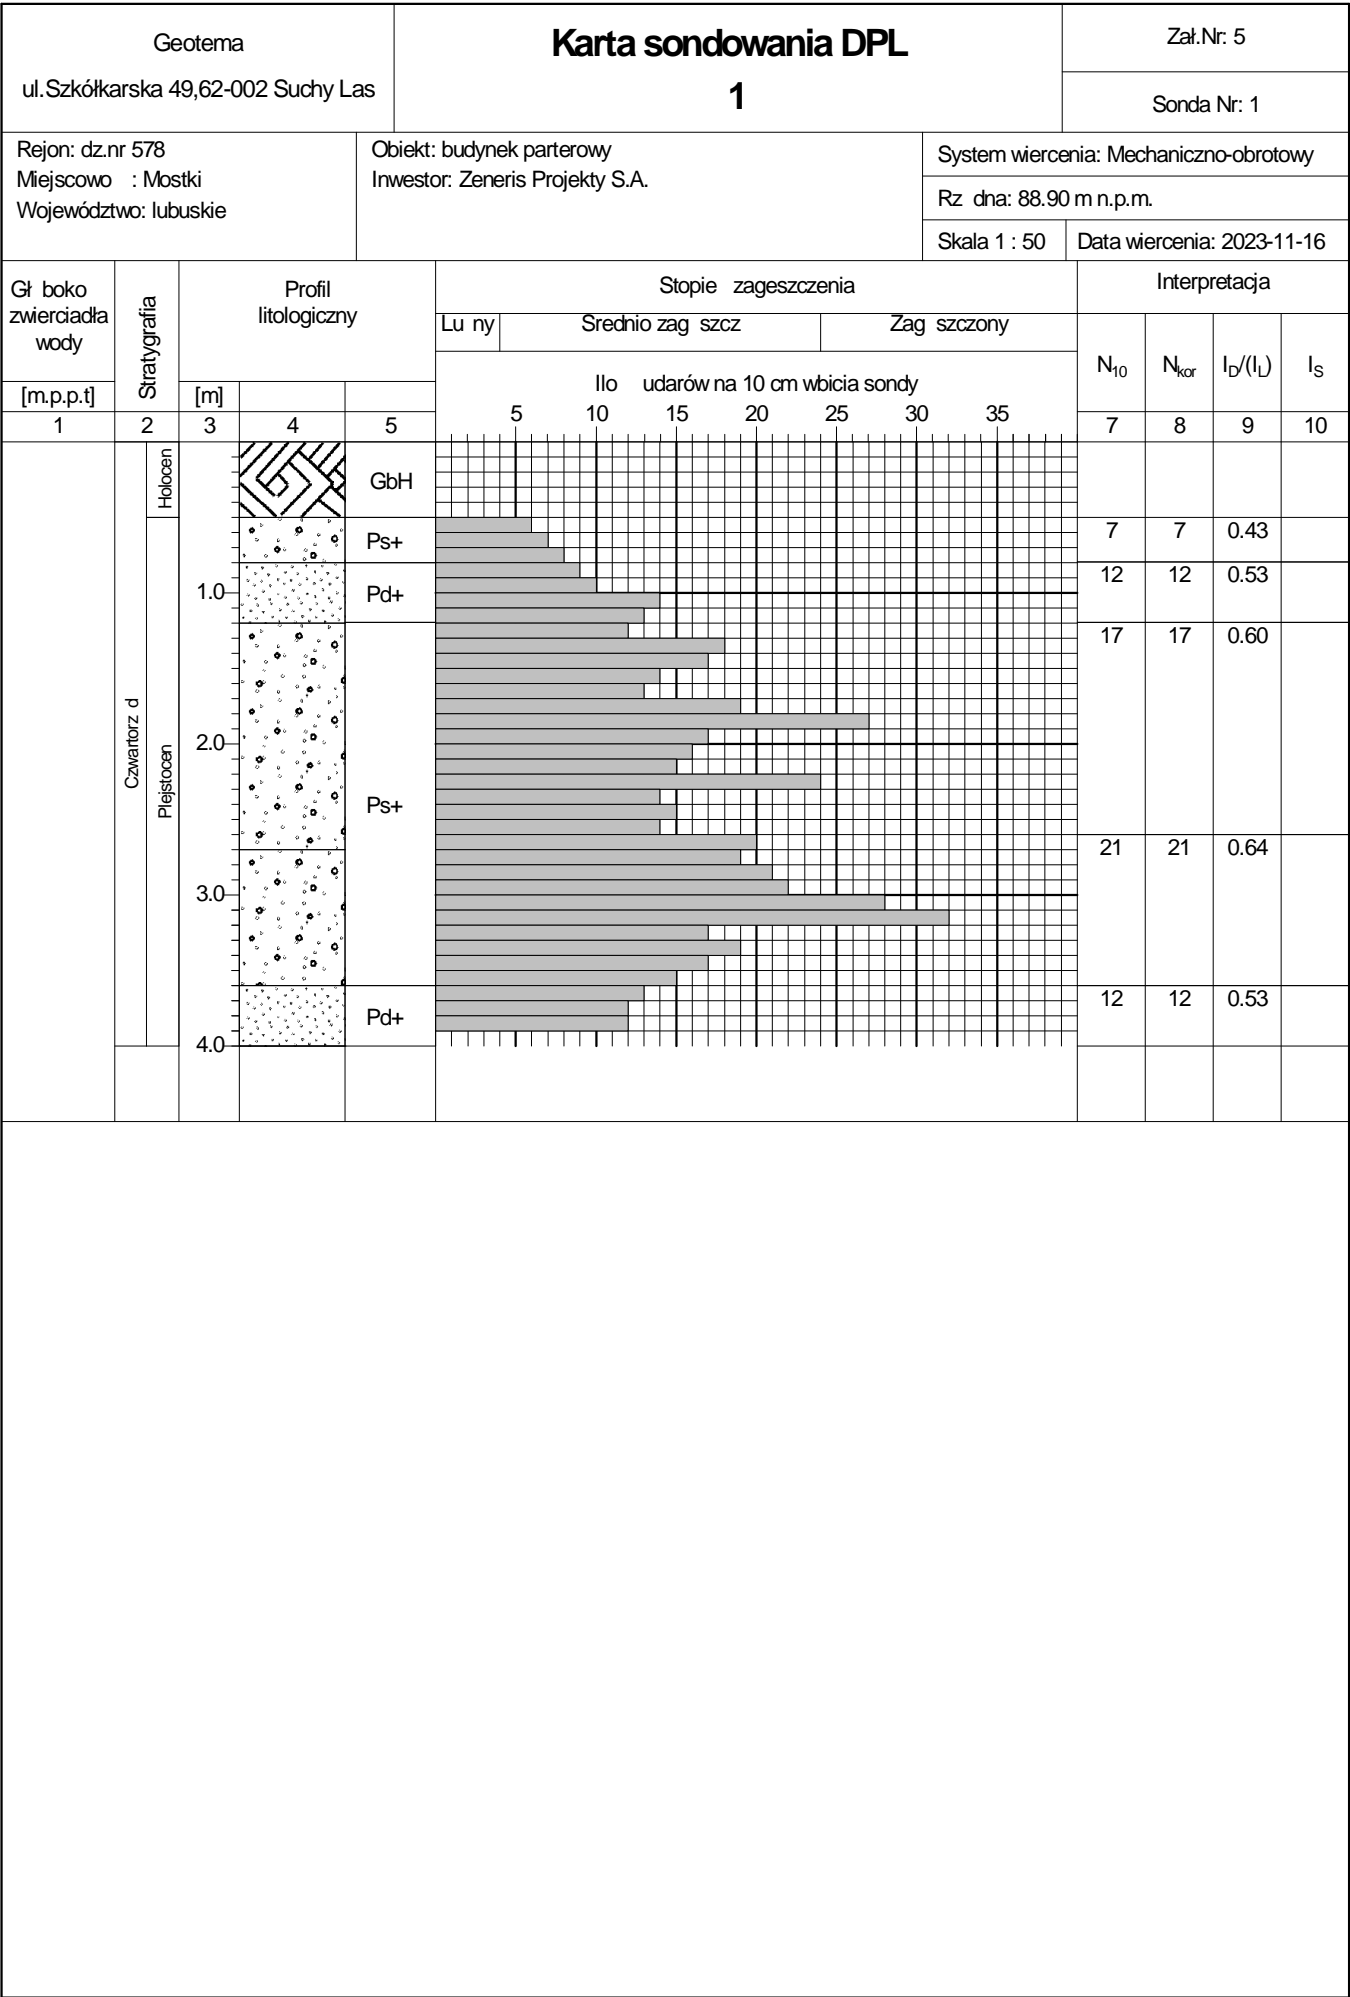 Geotema
ul.Szkółkarska 49,62-002 Suchy Las
Karta sondowania DPL
1
Zał.Nr: 5
Sonda Nr: 1
Rejon: dz.nr 578
Miejscowo : Mostki
Województwo: lubuskie
Obiekt: budynek parterowy
Inwestor: Zeneris Projekty S.A.
System wiercenia: Mechaniczno-obrotowy
Rz dna: 88.90 m n.p.m.
Skala 1 : 50
Data wiercenia: 2023-11-16
Gł boko
zwierciadła
wody
[m.p.p.t]
Stratygrafia
Profil
litologiczny
[m]
Stopie zageszczenia
Lu ny
Srednio zag szcz
Zag szczony
Ilo udarów na 10 cm wbicia sondy
5 10 15 20 25 30 35
Interpretacja
N10 Nkor ID/(IL) IS
1 2 3 4 5 7 8 9 10
Czwartorz d
Holocen
Plejstocen
1.0
2.0
3.0
4.0
GbH
Ps+
Pd+
Ps+
Pd+
7 7 0.43
12 12 0.53
17 17 0.60
21 21 0.64
12 12 0.53